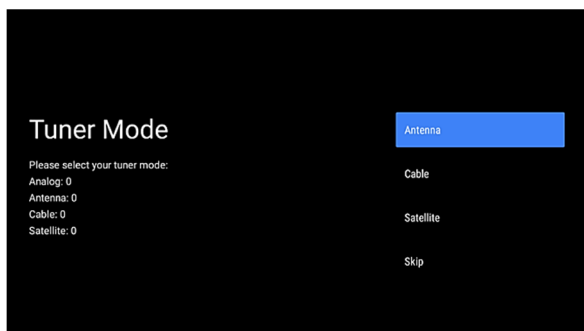 Tuner Mode
Please select your tuner mode:
Analog: 0
Antenna: 0
Cable: 0
Satellite: 0
Antenna
Cable
Satellite
Skip